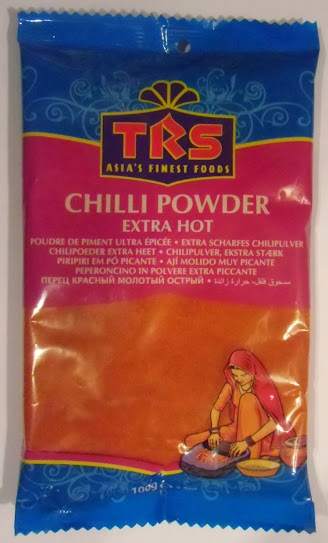 TRS
ASIA'S FINEST FOODS
CHILLI POWDER
EXTRA HOT
POUDRE DE PIMENT ULTRA ÉPICÉE • EXTRA SCHARFES CHILIPULVER
CHILIPOEDER EXTRA HEET • CHILIPULVER, EKSTRA STÆRK
PIRIPIRI EM PÓ PICANTE • AJÍ MOLIDO MUY PICANTE
PEPERONCINO IN POLVERE EXTRA PICCANTE
ПЕРЕЦ КРАСНЫЙ МОЛОТЫЙ ОСТРЫЙ • مسحوق فلفل - حرارة زائدة
100g